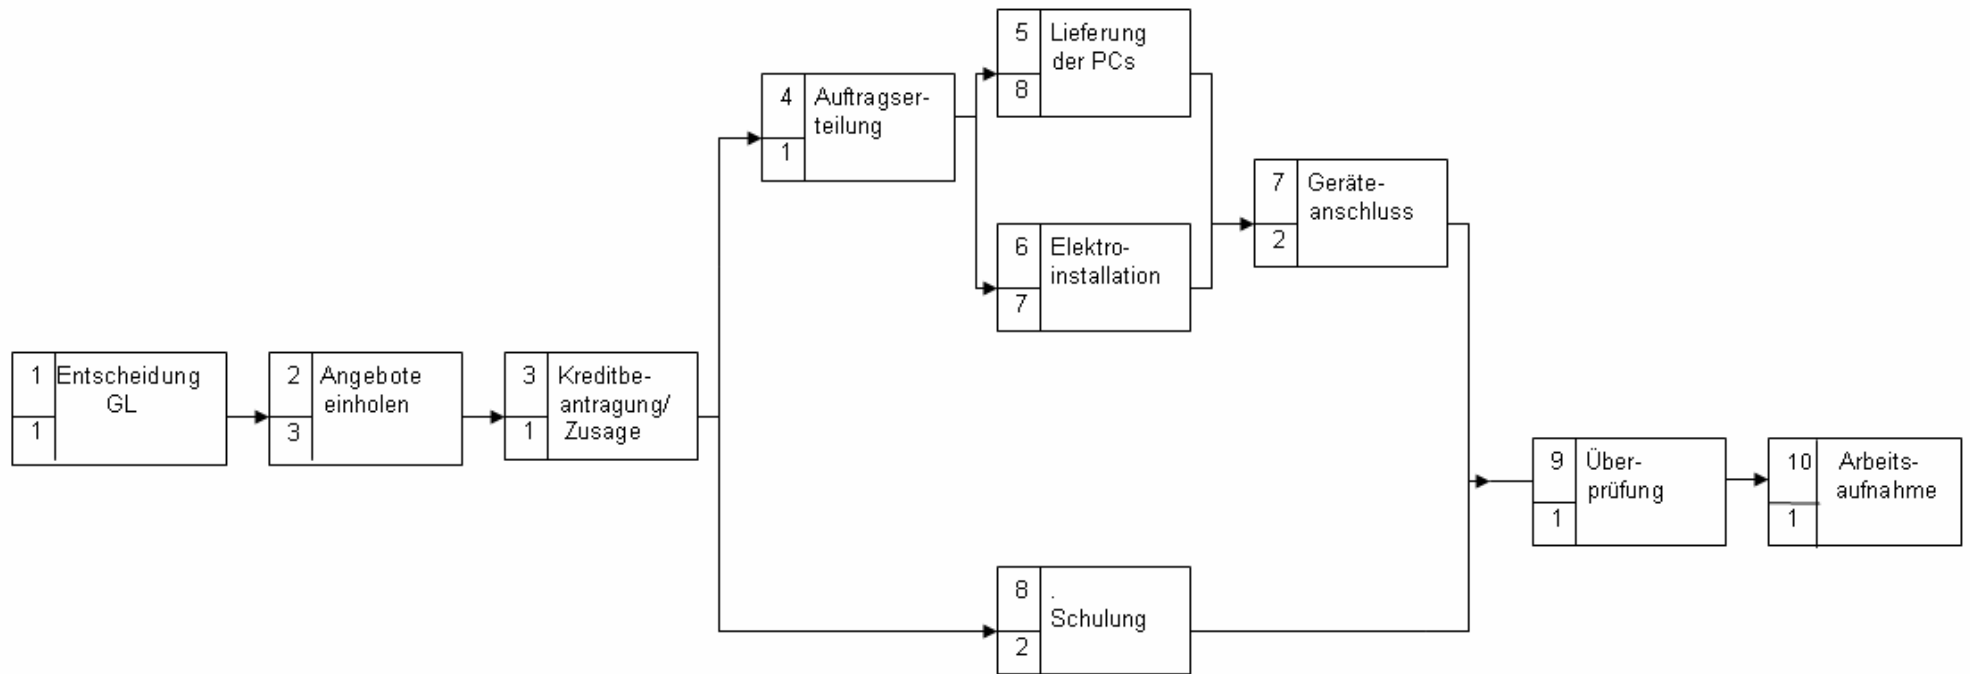 1
Entscheidung
GL
1
2
Angebote
einholen
3
3
Kreditbe-
antragung/
Zusage
1
4
Auftragser-
teilung
1
5
Lieferung
der PCs
8
6
Elektro-
installation
7
7
Geräte-
anschluss
2
8
.
Schulung
2
9
Über-
prüfung
1
10
Arbeits-
aufnahme
1